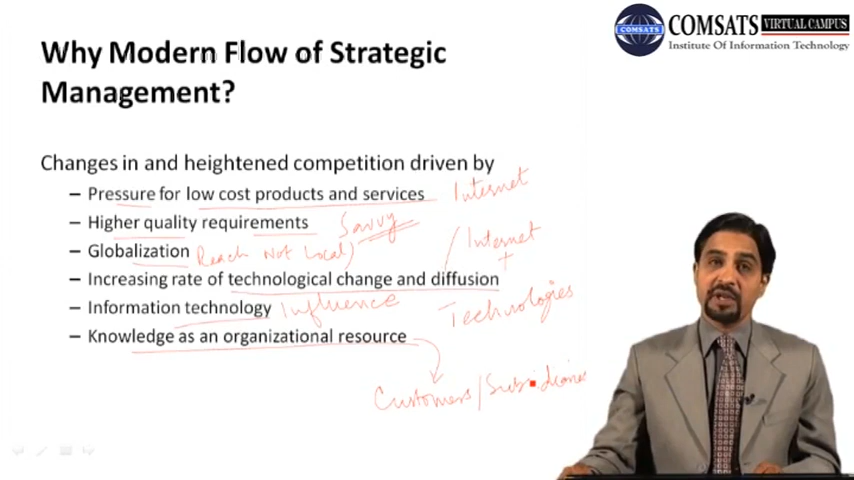 COMSATS VIRTUAL CAMPUS
COMSATS
Institute Of Information Technology
Why Modern Flow of Strategic
Management?
Changes in and heightened competition driven by
– Pressure for low cost products and services Internet
– Higher quality requirements Savvy
– Globalization Reach Not Local) Internet
+
– Increasing rate of technological change and diffusion
– Information technology Influence Technologies
– Knowledge as an organizational resource
Customers/Subsidiaries